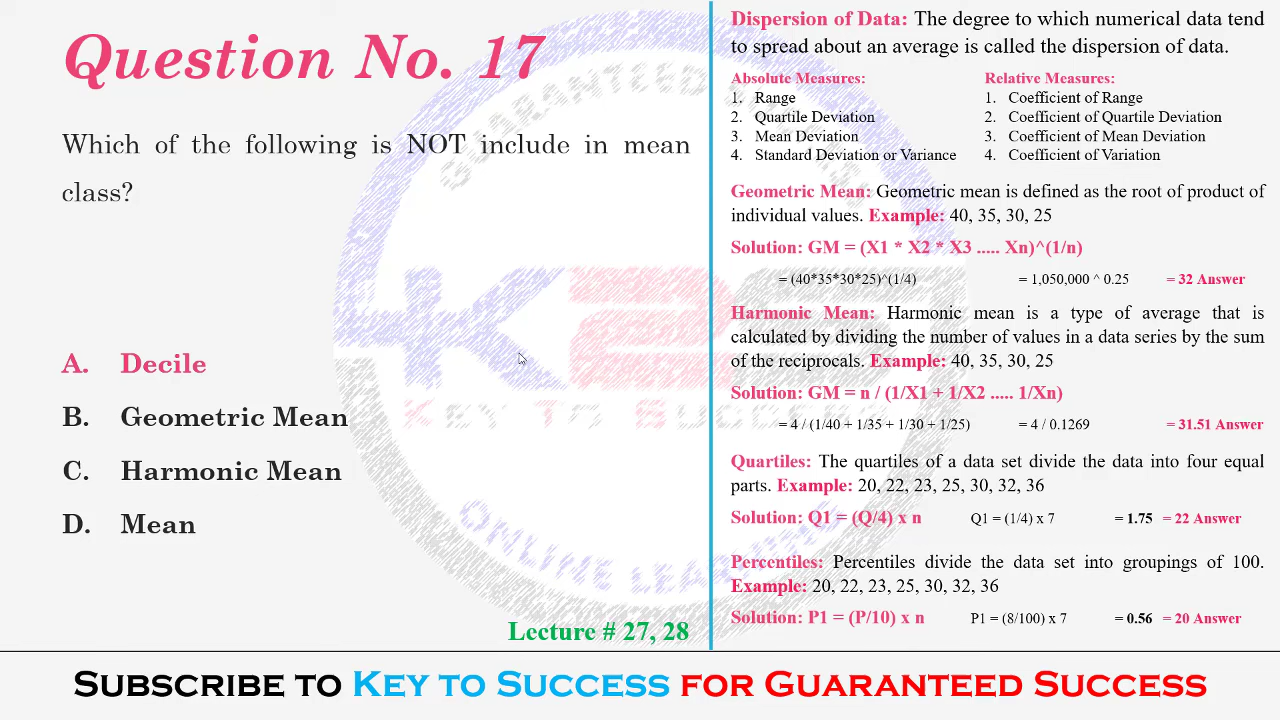 Question No. 17
Which of the following is NOT include in mean
class?
A. Decile
B. Geometric Mean
C. Harmonic Mean
D. Mean
Lecture # 27, 28
Dispersion of Data: The degree to which numerical data tend
to spread about an average is called the dispersion of data.
Absolute Measures:
1. Range
2. Quartile Deviation
3. Mean Deviation
4. Standard Deviation or Variance
Relative Measures:
1. Coefficient of Range
2. Coefficient of Quartile Deviation
3. Coefficient of Mean Deviation
4. Coefficient of Variation
Geometric Mean: Geometric mean is defined as the root of product of
individual values. Example: 40, 35, 30, 25
Solution: GM = (X1 * X2 * X3 ..... Xn)^(1/n)
= (40*35*30*25)^(1/4) = 1,050,000 ^ 0.25 = 32 Answer
Harmonic Mean: Harmonic mean is a type of average that is
calculated by dividing the number of values in a data series by the sum
of the reciprocals. Example: 40, 35, 30, 25
Solution: GM = n / (1/X1 + 1/X2 ..... 1/Xn)
= 4 / (1/40 + 1/35 + 1/30 + 1/25) = 4 / 0.1269 = 31.51 Answer
Quartiles: The quartiles of a data set divide the data into four equal
parts. Example: 20, 22, 23, 25, 30, 32, 36
Solution: Q1 = (Q/4) x n Q1 = (1/4) x 7 = 1.75 = 22 Answer
Percentiles: Percentiles divide the data set into groupings of 100.
Example: 20, 22, 23, 25, 30, 32, 36
Solution: P1 = (P/10) x n P1 = (8/100) x 7 = 0.56 = 20 Answer
GUARANTEED
K2S
KEY TO SUCCESS
ONLINE LEA
SUBSCRIBE TO KEY TO SUCCESS FOR GUARANTEED SUCCESS